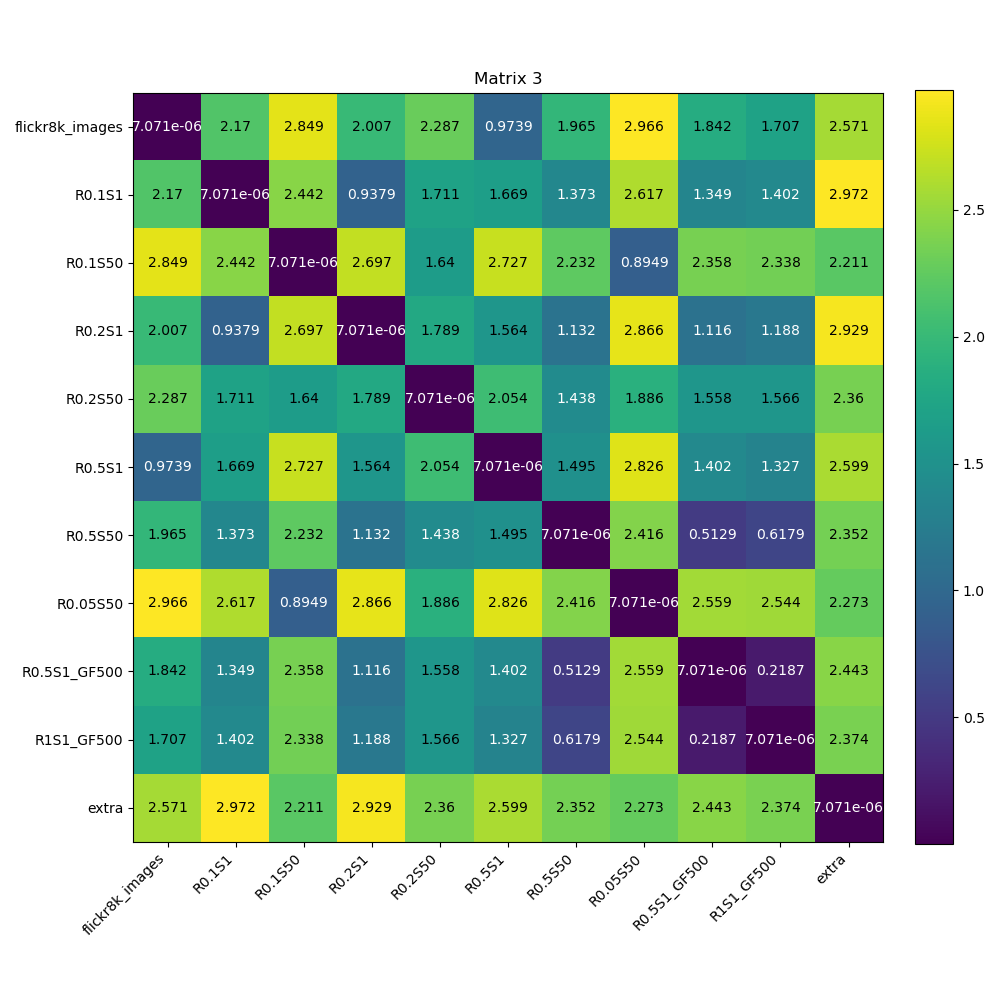 Matrix 3
flickr8k_images 7.071e-06 2.17 2.849 2.007 2.287 0.9739 1.965 2.966 1.842 1.707 2.571
R0.1S1 2.17 7.071e-06 2.442 0.9379 1.711 1.669 1.373 2.617 1.349 1.402 2.972
R0.1S50 2.849 2.442 7.071e-06 2.697 1.64 2.727 2.232 0.8949 2.358 2.338 2.211
R0.2S1 2.007 0.9379 2.697 7.071e-06 1.789 1.564 1.132 2.866 1.116 1.188 2.929
R0.2S50 2.287 1.711 1.64 1.789 7.071e-06 2.054 1.438 1.886 1.558 1.566 2.36
R0.5S1 0.9739 1.669 2.727 1.564 2.054 7.071e-06 1.495 2.826 1.402 1.327 2.599
R0.5S50 1.965 1.373 2.232 1.132 1.438 1.495 7.071e-06 2.416 0.5129 0.6179 2.352
R0.05S50 2.966 2.617 0.8949 2.866 1.886 2.826 2.416 7.071e-06 2.559 2.544 2.273
R0.5S1_GF500 1.842 1.349 2.358 1.116 1.558 1.402 0.5129 2.559 7.071e-06 0.2187 2.443
R1S1_GF500 1.707 1.402 2.338 1.188 1.566 1.327 0.6179 2.544 0.2187 7.071e-06 2.374
extra 2.571 2.972 2.211 2.929 2.36 2.599 2.352 2.273 2.443 2.374 7.071e-06
flickr8k_images R0.1S1 R0.1S50 R0.2S1 R0.2S50 R0.5S1 R0.5S50 R0.05S50 R0.5S1_GF500 R1S1_GF500 extra
2.5
2.0
1.5
1.0
0.5